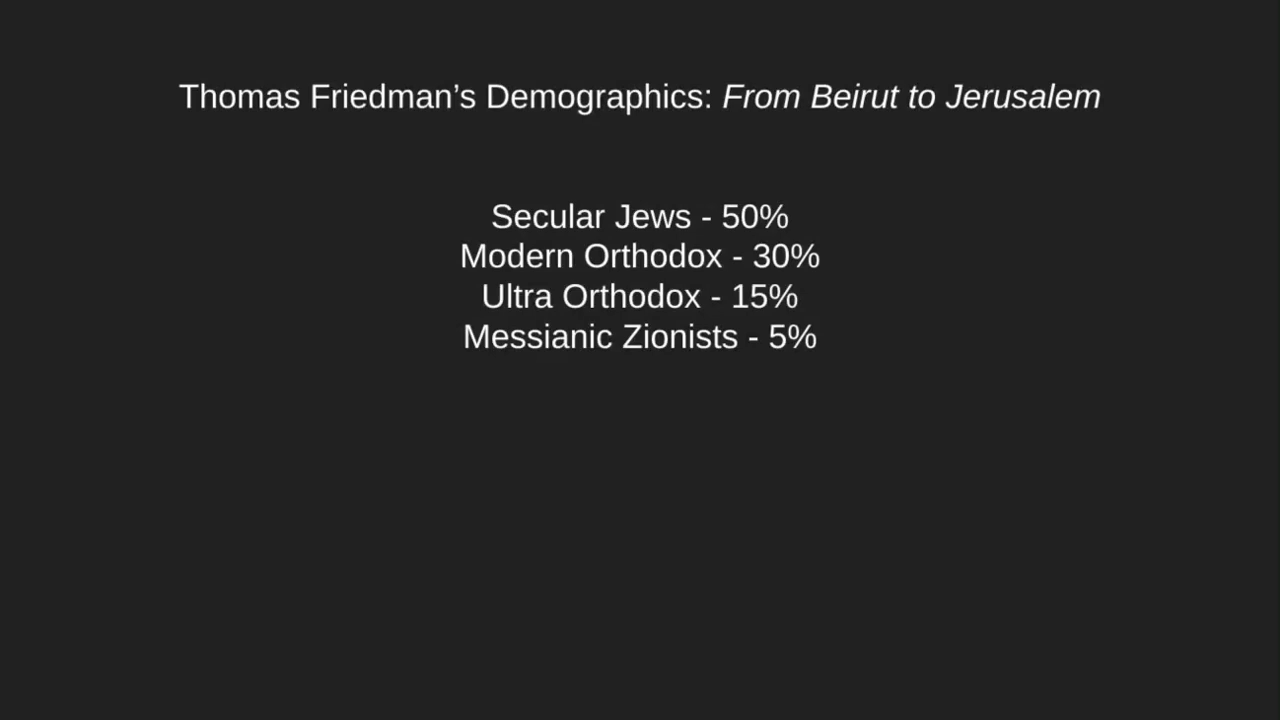 Thomas Friedman’s Demographics: From Beirut to Jerusalem
Secular Jews - 50%
Modern Orthodox - 30%
Ultra Orthodox - 15%
Messianic Zionists - 5%